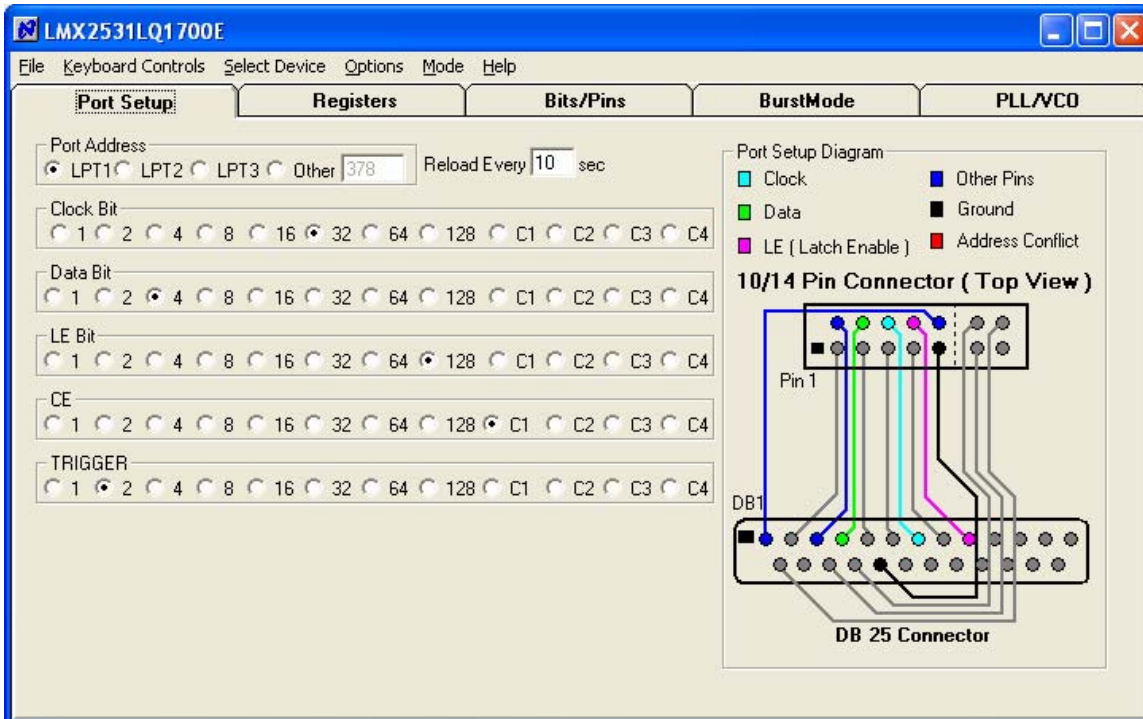 LMX2531LQ1700E
File Keyboard Controls Select Device Options Mode Help
Port Setup Registers Bits/Pins BurstMode PLL/VCO
Port Address
LPT1 LPT2 LPT3 Other 378
Reload Every 10 sec
Clock Bit
1 2 4 8 16 32 64 128 C1 C2 C3 C4
Data Bit
1 2 4 8 16 32 64 128 C1 C2 C3 C4
LE Bit
1 2 4 8 16 32 64 128 C1 C2 C3 C4
CE
1 2 4 8 16 32 64 128 C1 C2 C3 C4
TRIGGER
1 2 4 8 16 32 64 128 C1 C2 C3 C4
Port Setup Diagram
Clock Other Pins
Data Ground
LE ( Latch Enable ) Address Conflict
10/14 Pin Connector ( Top View )
Pin 1
DB1
DB 25 Connector